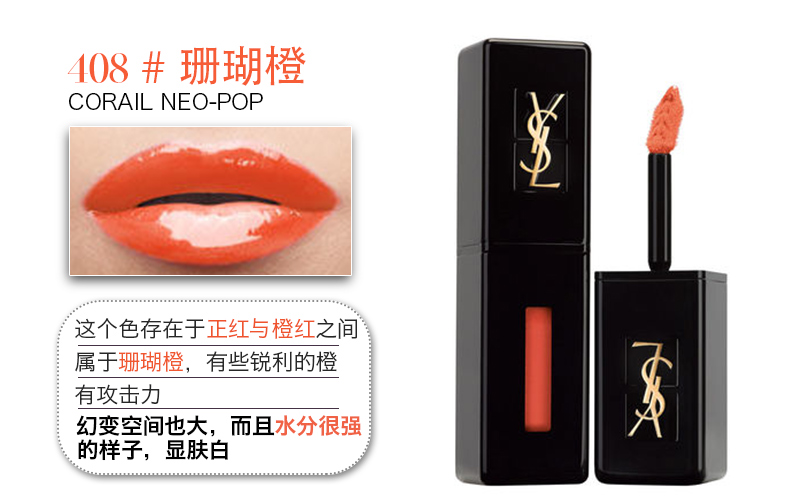 408 # 珊瑚橙
CORAIL NEO-POP
这个色存在于正红与橙红之间
属于珊瑚橙，有些锐利的橙
有攻击力
幻变空间也大，而且水分很强
的样子，显肤白
YSL
YSL